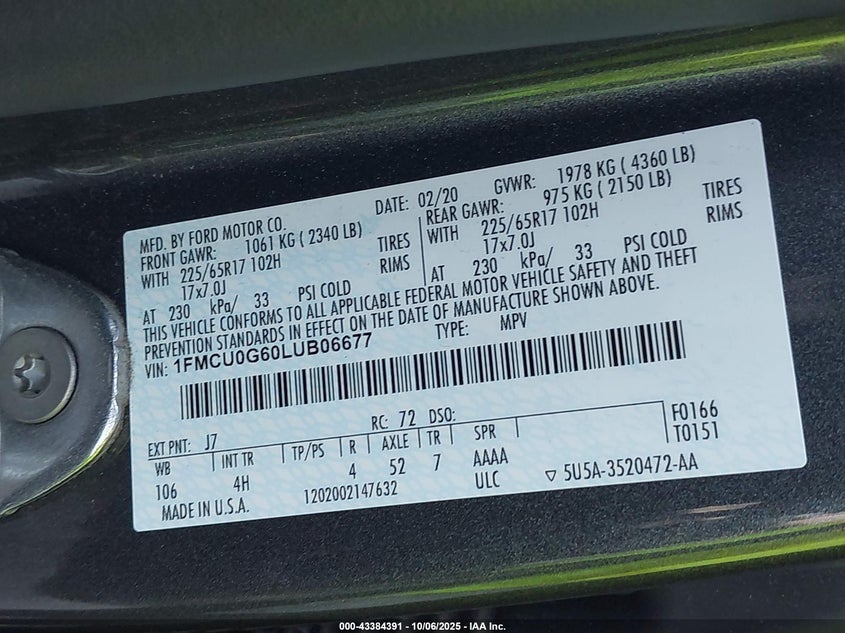 MFD. BY FORD MOTOR CO.
DATE: 02/20 GVWR: 1978 KG ( 4360 LB)
FRONT GAWR: 1061 KG ( 2340 LB)
REAR GAWR: 975 KG ( 2150 LB)
WITH 225/65R17 102H TIRES
17x7.0J RIMS
AT 230 kPa/ 33 PSI COLD
WITH 225/65R17 102H TIRES
17x7.0J RIMS
AT 230 kPa/ 33 PSI COLD
THIS VEHICLE CONFORMS TO ALL APPLICABLE FEDERAL MOTOR VEHICLE SAFETY AND THEFT
PREVENTION STANDARDS IN EFFECT ON THE DATE OF MANUFACTURE SHOWN ABOVE.
VIN: 1FMCU0G60LUB06677 TYPE: MPV
EXT PNT: J7 RC: 72 DSO:
WB INT TR TP/PS R AXLE TR SPR
106 4H 4 52 7 AAAA
ULC
F0166
T0151
MADE IN U.S.A. 1202002147632 ▽ 5U5A-3520472-AA
000-43384391 - 10/06/2025 - IAA Inc.